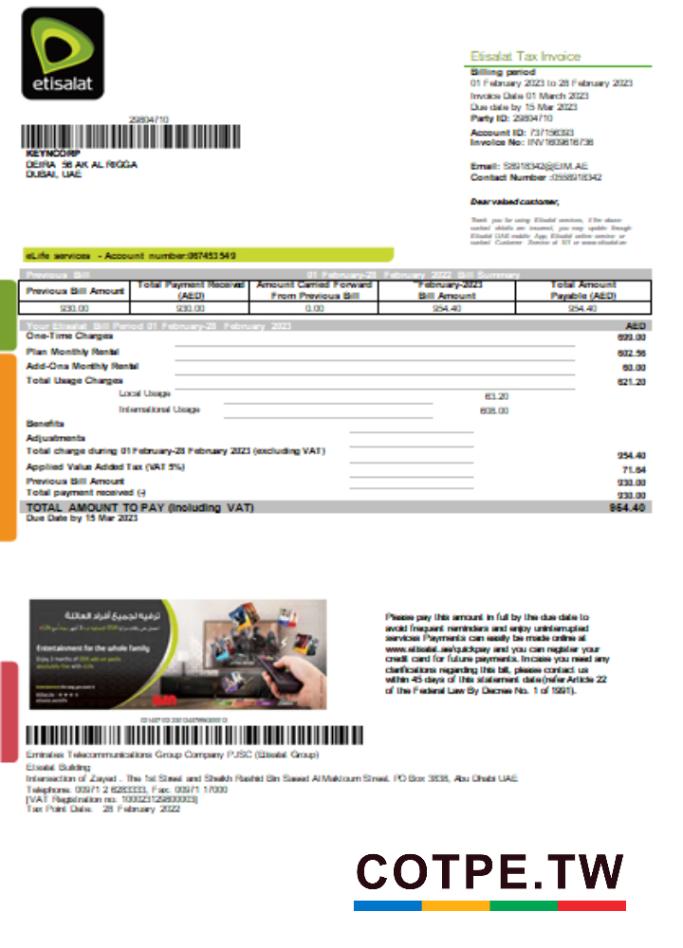 etisalat
Etisalat Tax Invoice
Billing period
01 February 2023 to 28 February 2023
Invoice Date 01 March 2023
Due date by 15 Mar 2023
Party ID: 29804710
Account ID: 737156393
Invoice No: INV1609616736
Email: S8918342@EIM.AE
Contact Number :0558918342
29804710
KEYNCORP
DEIRA 56 AK AL RIGGA
DUBAI, UAE
Dear valued customer,
Thank you for using Etisalat services, if the above
eLife services - Account number:067453549
Previous Bill 01 February-28 February 2022 Bill Summary
Previous Bill Amount
Total Payment Received (AED)
Amount Carried Forward From Previous Bill
"February-2023 Bill Amount
Total Amount Payable (AED)
930.00 930.00 0.00 954.40 954.40
Your Etisalat Bill Period 01 February-28 February 2023 AED
One-Time Charges 699.00
Plan Monthly Rental 602.56
Add-Ons Monthly Rental 60.00
Total Usage Charges 621.20
Local Usage 63.20
International Usage 608.00
Benefits
Adjustments
Total charge during 01February-28 February 2023 (excluding VAT) 954.40
Applied Value Added Tax (VAT 5%) 71.64
Previous Bill Amount 930.00
Total payment received (-) 930.00
TOTAL AMOUNT TO PAY (Including VAT) 954.40
Due Date by 15 Mar 2023
ترفيه لجميع أفراد العائلة
Entertainment for the whole family
Please pay this amount in full by the due date to
avoid frequent reminders and enjoy uninterrupted
services Payments can easily be made online at
www.etisalat.ae/quickpay and you can register your
credit card for future payments. Incase you need any
clarifications regarding this bill, please contact us
within 45 days of this statement date(refer Article 22
of the Federal Law By Decree No. 1 of 1991).
Emirates Telecommunications Group Company PJSC (Etisalat Group)
Etisalat Building
Intersection of Zayed . The 1st Street and Sheikh Rashid Bin Saeed Al Maktoum Street. PO Box 3838, Abu Dhabi UAE
Telephone. 00971 2 6283333, Fax: 00971 17000
[VAT Registration no. 100023129800003]
Tax Point Date. 28 February 2022
COTPE.TW